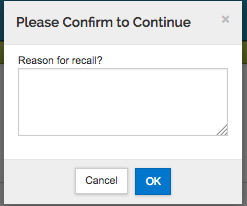 Please Confirm to Continue ×
Reason for recall?
Cancel OK